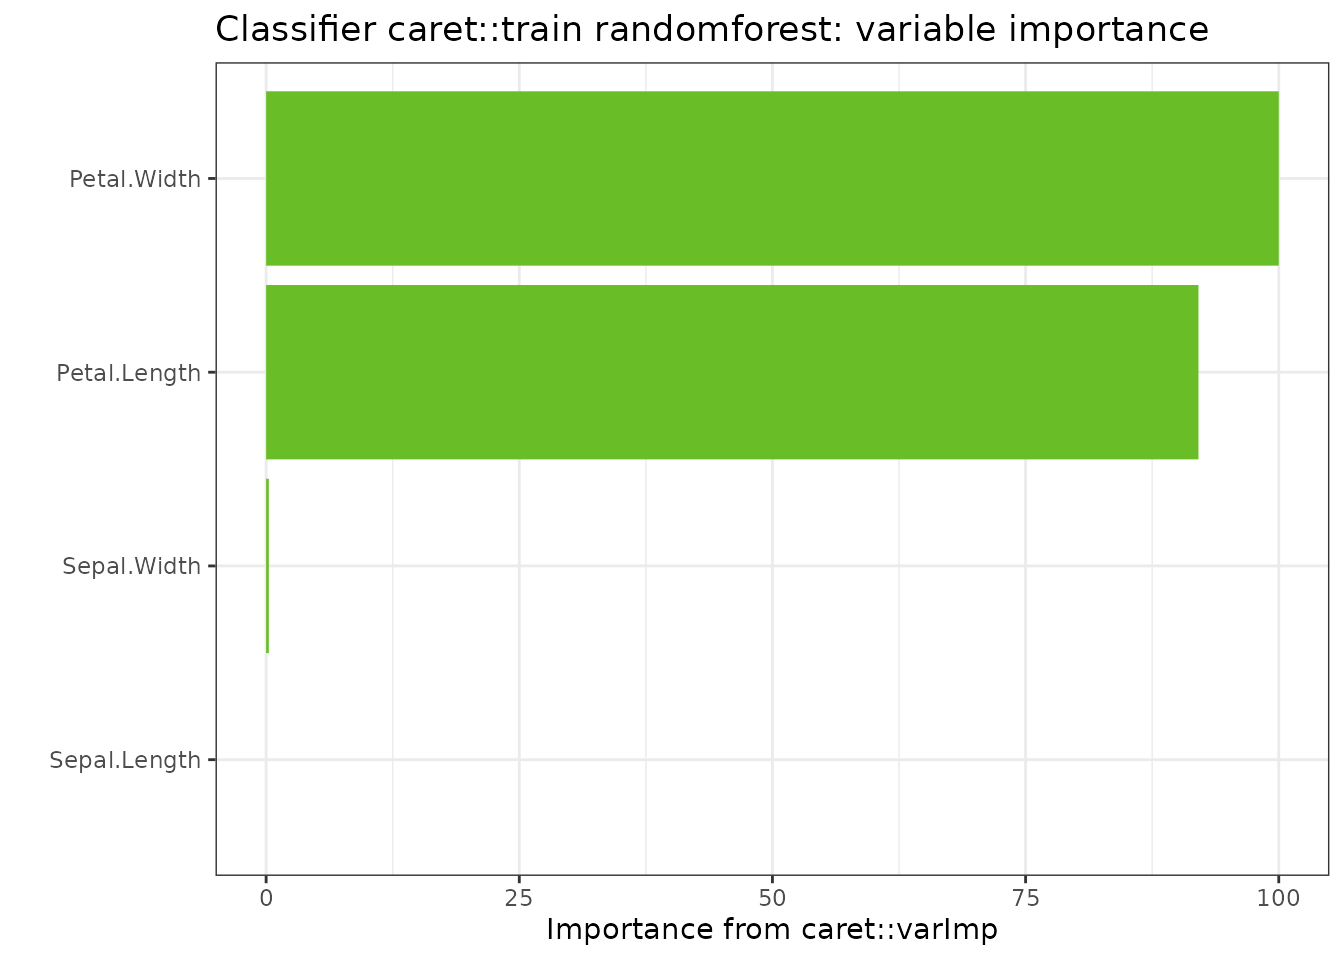 Classifier caret::train randomforest: variable importance
Petal.Width
Petal.Length
Sepal.Width
Sepal.Length
0 25 50 75 100
Importance from caret::varImp